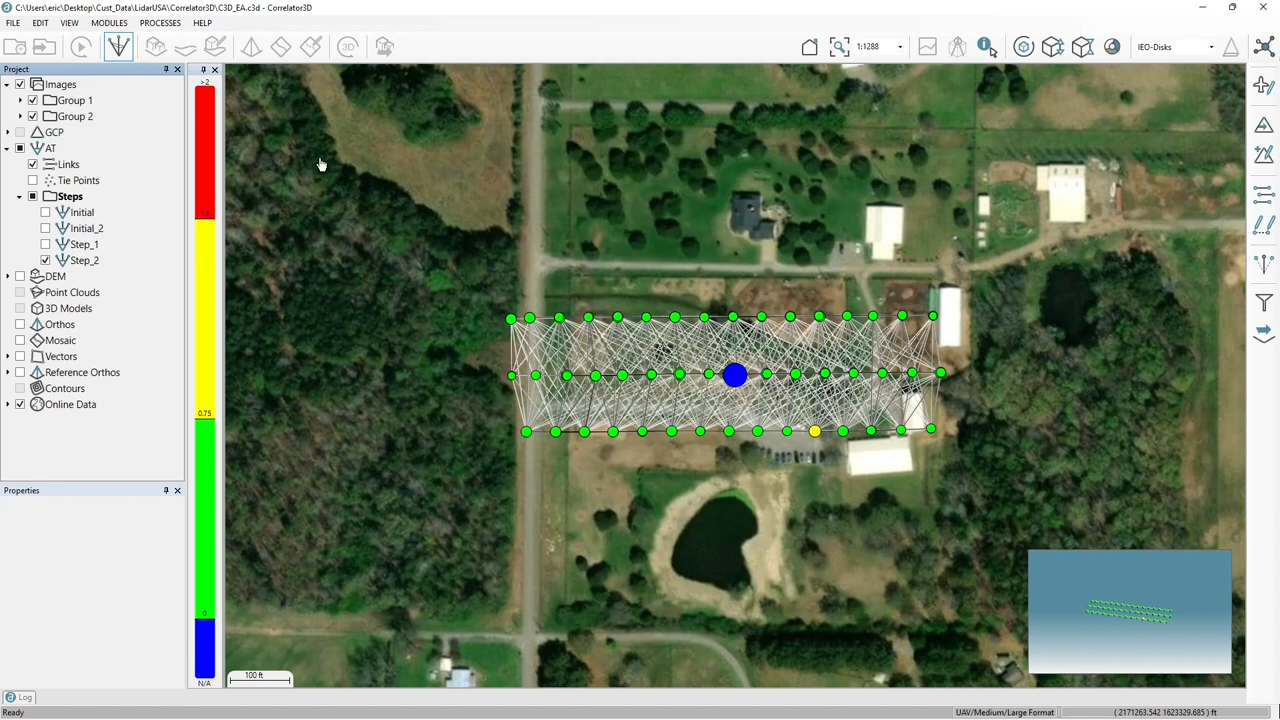 C:\Users\eric\Desktop\Cust_Data\LidarUSA\Correlator3D\C3D_EA.c3d - Correlator3D
FILE EDIT VIEW MODULES PROCESSES HELP
1:1288
IEO-Disks
Project
Images
Group 1
Group 2
GCP
AT
Links
Tie Points
Steps
Initial
Initial_2
Step_1
Step_2
DEM
Point Clouds
3D Models
Orthos
Mosaic
Vectors
Reference Orthos
Contours
Online Data
Properties
>2
1.5
0.75
0
N/A
100 ft
Log
Ready
UAV/Medium/Large Format
( 2171263.542 1623329.685 ) ft